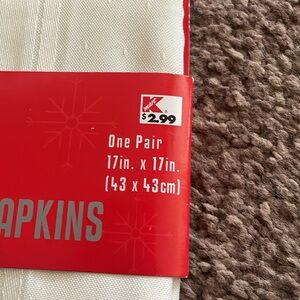 K
$2.99
One Pair
17in. x 17in.
(43 x 43cm)
APKINS